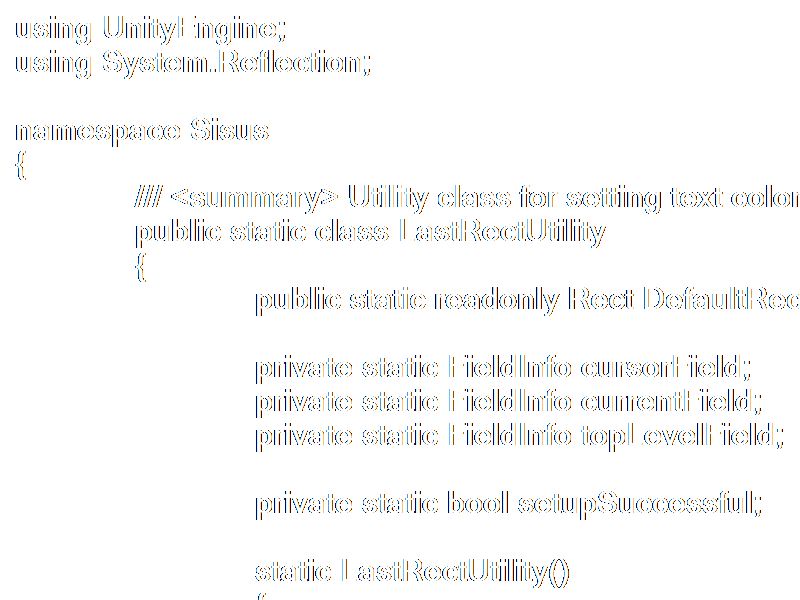 using UnityEngine;
using System.Reflection;
namespace Sisus
{
/// <summary> Utility class for setting text color
public static class LastRectUtility
{
public static readonly Rect DefaultRec
private static FieldInfo cursorField;
private static FieldInfo currentField;
private static FieldInfo topLevelField;
private static bool setupSuccessful;
static LastRectUtility()
{